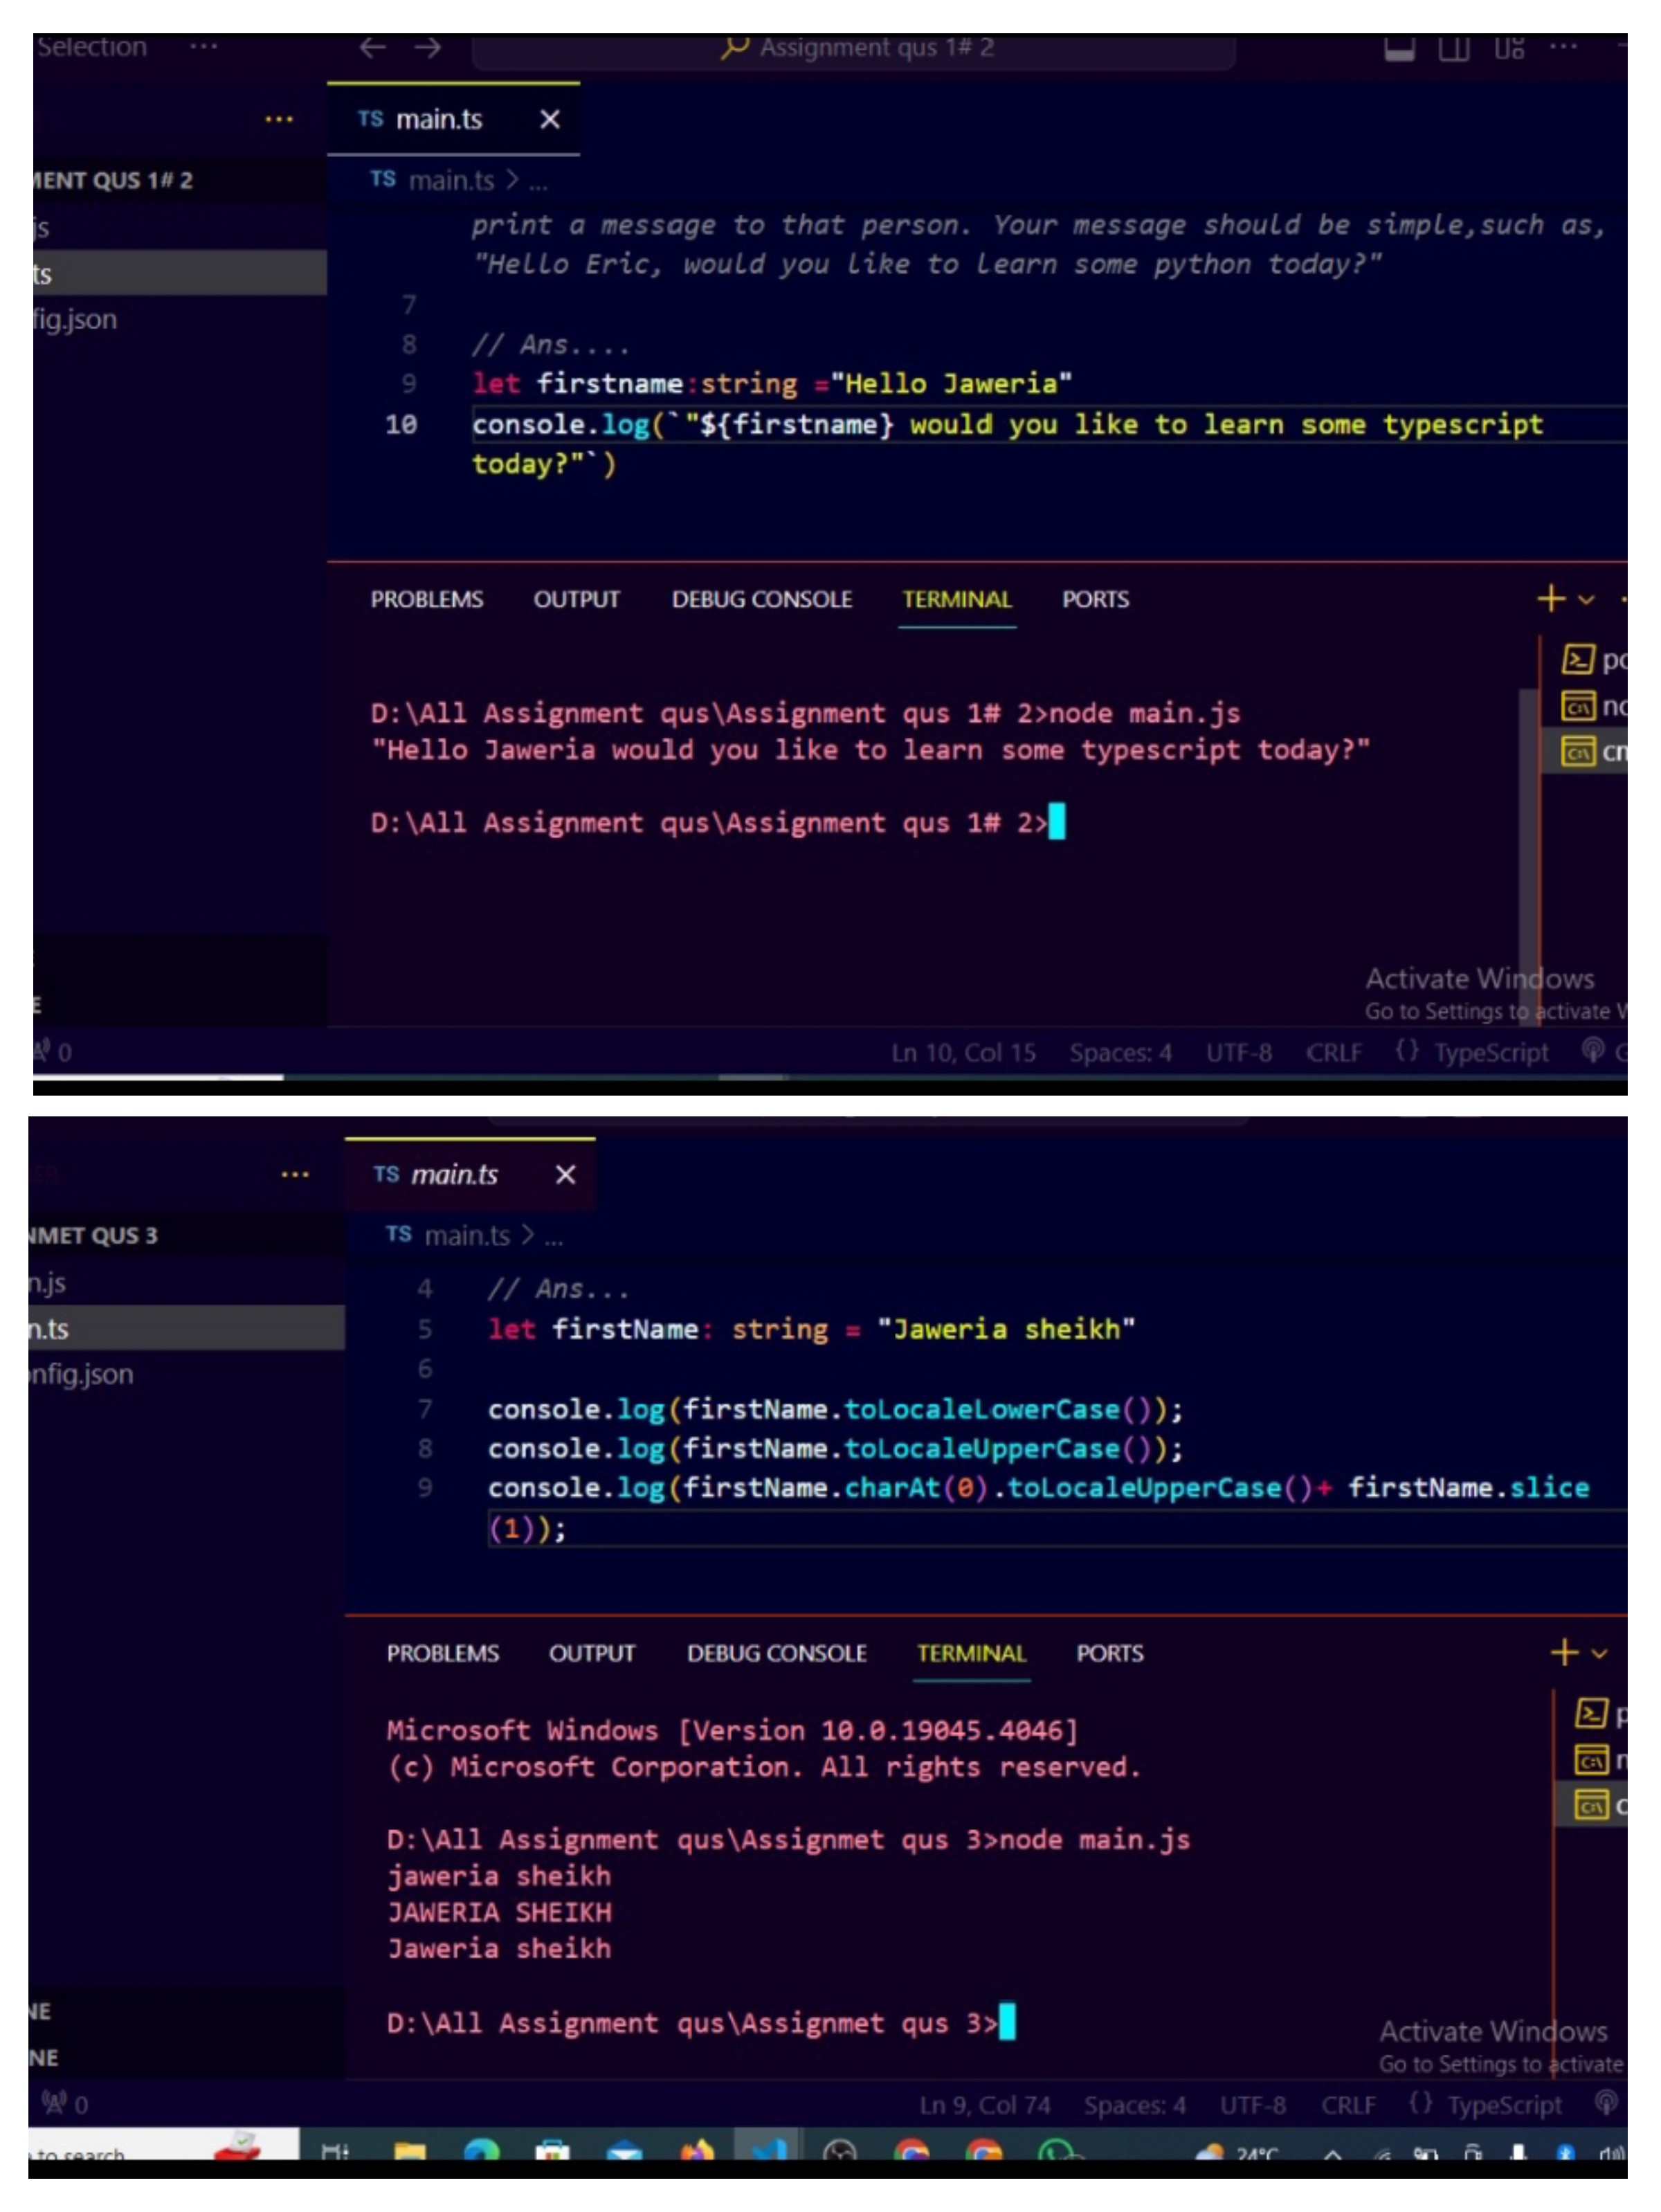 Selection ...
Assignment qus 1# 2
... TS main.ts ×
MENT QUS 1# 2 TS main.ts > ...
js
print a message to that person. Your message should be simple,such as,
"Hello Eric, would you like to learn some python today?"
ts
fig.json
7
8 // Ans....
9 let firstname:string ="Hello Jaweria"
10 console.log(`"${firstname} would you like to learn some typescript
today?"`)
PROBLEMS OUTPUT DEBUG CONSOLE TERMINAL PORTS
D:\All Assignment qus\Assignment qus 1# 2>node main.js
"Hello Jaweria would you like to learn some typescript today?"
D:\All Assignment qus\Assignment qus 1# 2>
Activate Windows
Go to Settings to activate W
0 Ln 10, Col 15 Spaces: 4 UTF-8 CRLF {} TypeScript
... TS main.ts ×
NMET QUS 3 TS main.ts > ...
n.js
n.ts
nfig.json
4 // Ans...
5 let firstName: string = "Jaweria sheikh"
6
7 console.log(firstName.toLocaleLowerCase());
8 console.log(firstName.toLocaleUpperCase());
9 console.log(firstName.charAt(0).toLocaleUpperCase()+ firstName.slice
(1));
PROBLEMS OUTPUT DEBUG CONSOLE TERMINAL PORTS
Microsoft Windows [Version 10.0.19045.4046]
(c) Microsoft Corporation. All rights reserved.
D:\All Assignment qus\Assignmet qus 3>node main.js
jaweria sheikh
JAWERIA SHEIKH
Jaweria sheikh
D:\All Assignment qus\Assignmet qus 3>
NE
NE
Activate Windows
Go to Settings to activate
0 Ln 9, Col 74 Spaces: 4 UTF-8 CRLF {} TypeScript
to search 24°C